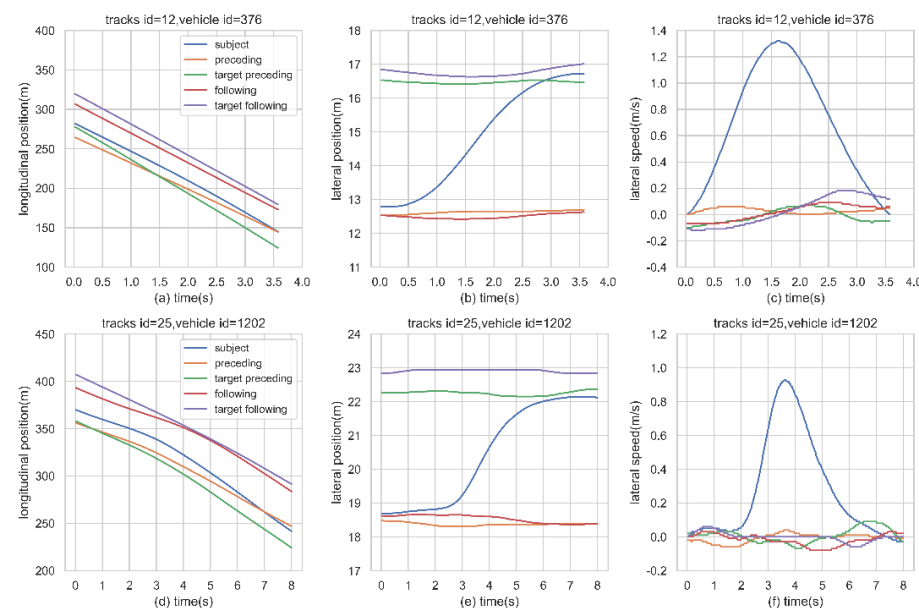 tracks id=12,vehicle id=376
400
350
300
250
200
150
100
longitudinal position(m)
subject
preceding
target preceding
following
target following
0.0 0.5 1.0 1.5 2.0 2.5 3.0 3.5 4.0
(a) time(s)
tracks id=12,vehicle id=376
18
17
16
15
14
13
12
11
lateral position(m)
0.0 0.5 1.0 1.5 2.0 2.5 3.0 3.5 4.0
(b) time(s)
tracks id=12,vehicle id=376
1.4
1.2
1.0
0.8
0.6
0.4
0.2
0.0
-0.2
-0.4
lateral speed(m/s)
0.0 0.5 1.0 1.5 2.0 2.5 3.0 3.5 4.0
(c) time(s)
tracks id=25,vehicle id=1202
450
400
350
300
250
200
longitudinal position(m)
subject
preceding
target preceding
following
target following
0 1 2 3 4 5 6 7 8
(d) time(s)
tracks id=25,vehicle id=1202
24
23
22
21
20
19
18
17
lateral position(m)
0 1 2 3 4 5 6 7 8
(e) time(s)
tracks id=25,vehicle id=1202
1.2
1.0
0.8
0.6
0.4
0.2
0.0
-0.2
lateral speed(m/s)
0 1 2 3 4 5 6 7 8
(f) time(s)